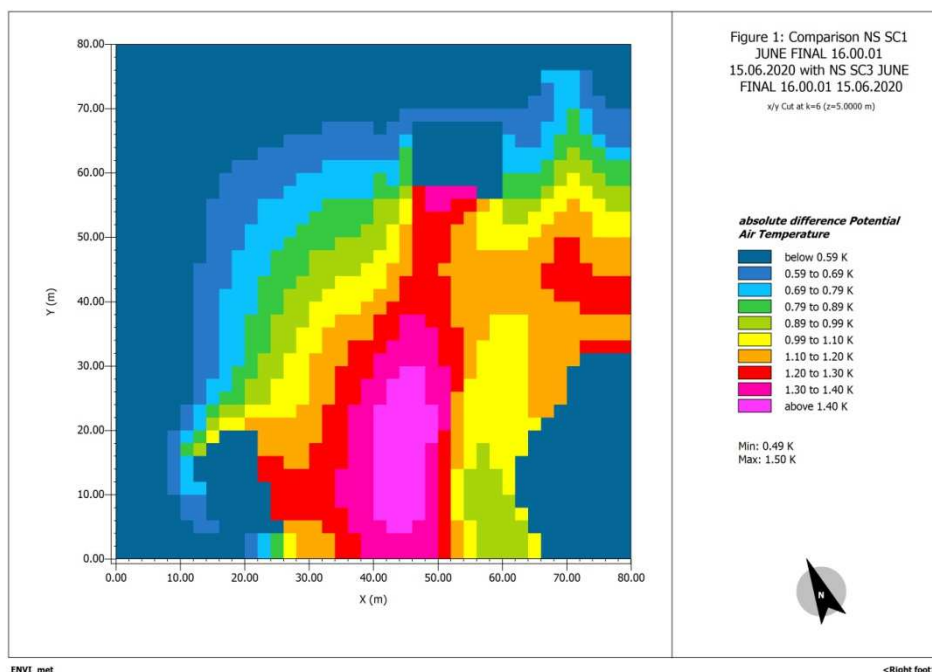 Figure 1: Comparison NS SC1
JUNE FINAL 16.00.01
15.06.2020 with NS SC3 JUNE
FINAL 16.00.01 15.06.2020
x/y Cut at k=6 (z=5.0000 m)
absolute difference Potential
Air Temperature
below 0.59 K
0.59 to 0.69 K
0.69 to 0.79 K
0.79 to 0.89 K
0.89 to 0.99 K
0.99 to 1.10 K
1.10 to 1.20 K
1.20 to 1.30 K
1.30 to 1.40 K
above 1.40 K
Min: 0.49 K
Max: 1.50 K
N
80.00
70.00
60.00
50.00
40.00
30.00
20.00
10.00
0.00
Y (m)
0.00 10.00 20.00 30.00 40.00 50.00 60.00 70.00 80.00
X (m)
ENVI_met
<Right foot